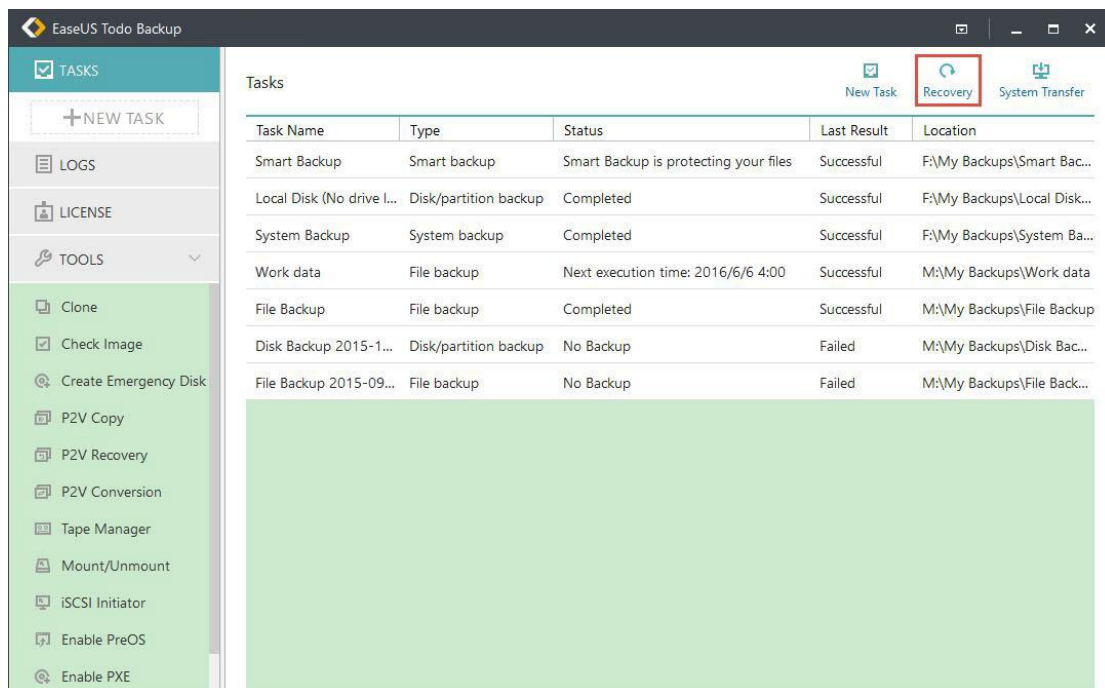 EaseUS Todo Backup
TASKS
NEW TASK
LOGS
LICENSE
TOOLS
Clone
Check Image
Create Emergency Disk
P2V Copy
P2V Recovery
P2V Conversion
Tape Manager
Mount/Unmount
iSCSI Initiator
Enable PreOS
Enable PXE
Tasks
New Task
Recovery
System Transfer
Task Name Type Status Last Result Location
Smart Backup Smart backup Smart Backup is protecting your files Successful F:\My Backups\Smart Bac...
Local Disk (No drive l... Disk/partition backup Completed Successful F:\My Backups\Local Disk...
System Backup System backup Completed Successful F:\My Backups\System Ba...
Work data File backup Next execution time: 2016/6/6 4:00 Successful M:\My Backups\Work data
File Backup File backup Completed Successful M:\My Backups\File Backup
Disk Backup 2015-1... Disk/partition backup No Backup Failed M:\My Backups\Disk Bac...
File Backup 2015-09... File backup No Backup Failed M:\My Backups\File Back...